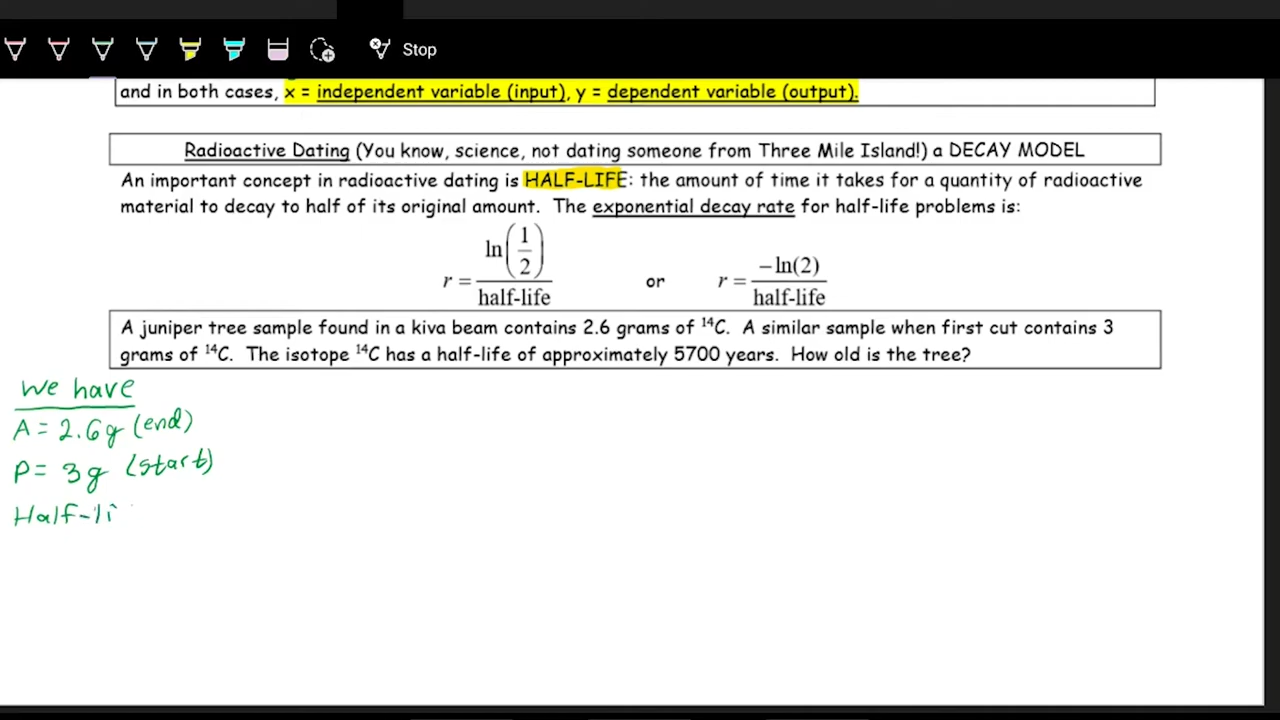 Stop
and in both cases, x = independent variable (input), y = dependent variable (output).
Radioactive Dating (You know, science, not dating someone from Three Mile Island!) a DECAY MODEL
An important concept in radioactive dating is HALF-LIFE: the amount of time it takes for a quantity of radioactive
material to decay to half of its original amount. The exponential decay rate for half-life problems is:
r = ln(1/2) / half-life or r = -ln(2) / half-life
A juniper tree sample found in a kiva beam contains 2.6 grams of ¹⁴C. A similar sample when first cut contains 3
grams of ¹⁴C. The isotope ¹⁴C has a half-life of approximately 5700 years. How old is the tree?
We have
A = 2.6g (end)
P = 3g (start)
Half-li